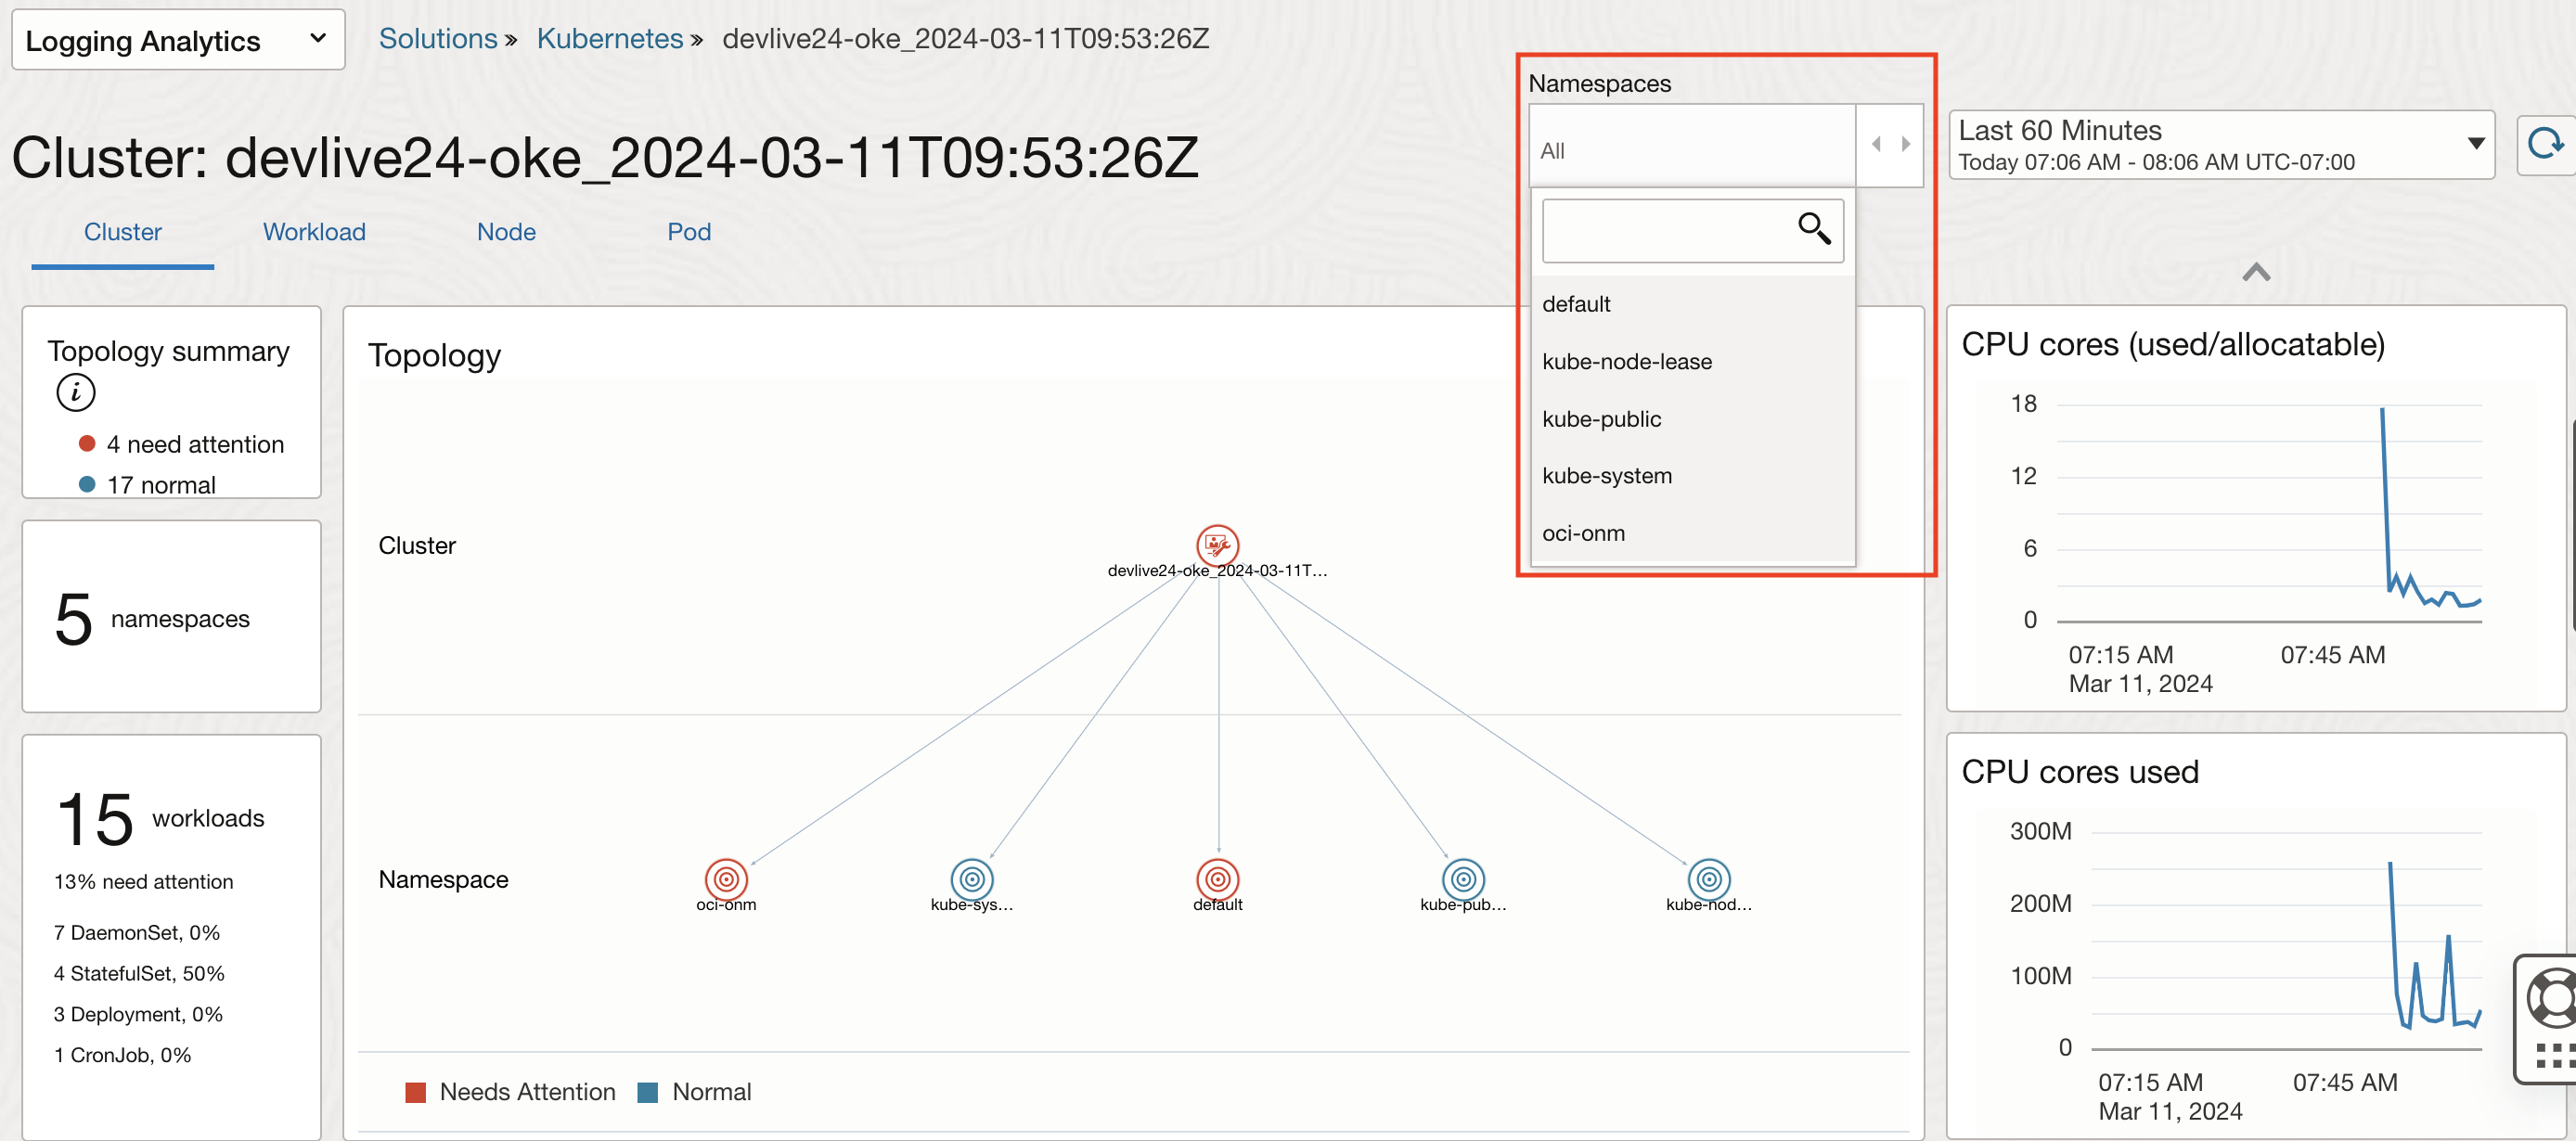 Logging Analytics
Solutions » Kubernetes » devlive24-oke_2024-03-11T09:53:26Z
Cluster: devlive24-oke_2024-03-11T09:53:26Z
Namespaces
All
default
kube-node-lease
kube-public
kube-system
oci-onm
Last 60 Minutes
Today 07:06 AM - 08:06 AM UTC-07:00
Cluster Workload Node Pod
Topology summary
i
4 need attention
17 normal
5 namespaces
15 workloads
13% need attention
7 DaemonSet, 0%
4 StatefulSet, 50%
3 Deployment, 0%
1 CronJob, 0%
Topology
Cluster
devlive24-oke_2024-03-11T...
Namespace
oci-onm kube-sys... default kube-pub... kube-nod...
Needs Attention Normal
CPU cores (used/allocatable)
18
12
6
0
07:15 AM 07:45 AM
Mar 11, 2024
CPU cores used
300M
200M
100M
0
07:15 AM 07:45 AM
Mar 11, 2024